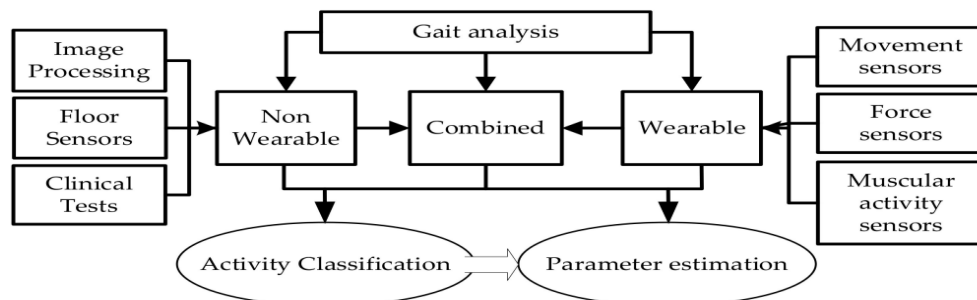 Gait analysis
Image
Processing
Floor
Sensors
Clinical
Tests
Non
Wearable
Combined
Wearable
Movement
sensors
Force
sensors
Muscular
activity
sensors
Activity Classification
Parameter estimation